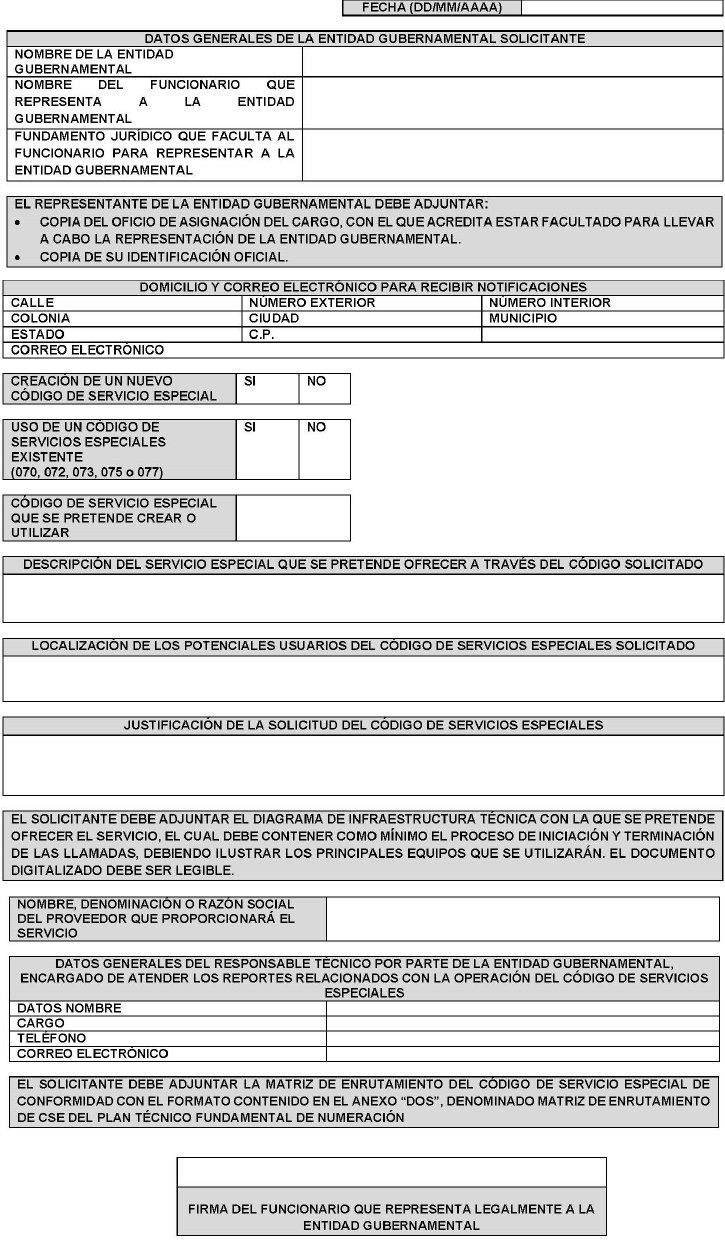 FECHA (DD/MM/AAAA)
DATOS GENERALES DE LA ENTIDAD GUBERNAMENTAL SOLICITANTE
NOMBRE DE LA ENTIDAD
GUBERNAMENTAL
NOMBRE DEL FUNCIONARIO QUE
REPRESENTA A LA ENTIDAD
GUBERNAMENTAL
FUNDAMENTO JURÍDICO QUE FACULTA AL
FUNCIONARIO PARA REPRESENTAR A LA
ENTIDAD GUBERNAMENTAL
EL REPRESENTANTE DE LA ENTIDAD GUBERNAMENTAL DEBE ADJUNTAR:
• COPIA DEL OFICIO DE ASIGNACIÓN DEL CARGO, CON EL QUE ACREDITA ESTAR FACULTADO PARA LLEVAR
A CABO LA REPRESENTACIÓN DE LA ENTIDAD GUBERNAMENTAL.
• COPIA DE SU IDENTIFICACIÓN OFICIAL.
DOMICILIO Y CORREO ELECTRÓNICO PARA RECIBIR NOTIFICACIONES
CALLE NÚMERO EXTERIOR NÚMERO INTERIOR
COLONIA CIUDAD MUNICIPIO
ESTADO C.P.
CORREO ELECTRÓNICO
CREACIÓN DE UN NUEVO SI NO
CÓDIGO DE SERVICIO ESPECIAL
USO DE UN CÓDIGO DE SI NO
SERVICIOS ESPECIALES
EXISTENTE
(070, 072, 073, 075 o 077)
CÓDIGO DE SERVICIO ESPECIAL
QUE SE PRETENDE CREAR O
UTILIZAR
DESCRIPCIÓN DEL SERVICIO ESPECIAL QUE SE PRETENDE OFRECER A TRAVÉS DEL CÓDIGO SOLICITADO
LOCALIZACIÓN DE LOS POTENCIALES USUARIOS DEL CÓDIGO DE SERVICIOS ESPECIALES SOLICITADO
JUSTIFICACIÓN DE LA SOLICITUD DEL CÓDIGO DE SERVICIOS ESPECIALES
EL SOLICITANTE DEBE ADJUNTAR EL DIAGRAMA DE INFRAESTRUCTURA TÉCNICA CON LA QUE SE PRETENDE
OFRECER EL SERVICIO, EL CUAL DEBE CONTENER COMO MÍNIMO EL PROCESO DE INICIACIÓN Y TERMINACIÓN
DE LAS LLAMADAS, DEBIENDO ILUSTRAR LOS PRINCIPALES EQUIPOS QUE SE UTILIZARÁN. EL DOCUMENTO
DIGITALIZADO DEBE SER LEGIBLE.
NOMBRE, DENOMINACIÓN O RAZÓN SOCIAL
DEL PROVEEDOR QUE PROPORCIONARÁ EL
SERVICIO
DATOS GENERALES DEL RESPONSABLE TÉCNICO POR PARTE DE LA ENTIDAD GUBERNAMENTAL,
ENCARGADO DE ATENDER LOS REPORTES RELACIONADOS CON LA OPERACIÓN DEL CÓDIGO DE SERVICIOS
ESPECIALES
DATOS NOMBRE
CARGO
TELÉFONO
CORREO ELECTRÓNICO
EL SOLICITANTE DEBE ADJUNTAR LA MATRIZ DE ENRUTAMIENTO DEL CÓDIGO DE SERVICIO ESPECIAL DE
CONFORMIDAD CON EL FORMATO CONTENIDO EN EL ANEXO “DOS”, DENOMINADO MATRIZ DE ENRUTAMIENTO
DE CSE DEL PLAN TÉCNICO FUNDAMENTAL DE NUMERACIÓN
FIRMA DEL FUNCIONARIO QUE REPRESENTA LEGALMENTE A LA
ENTIDAD GUBERNAMENTAL